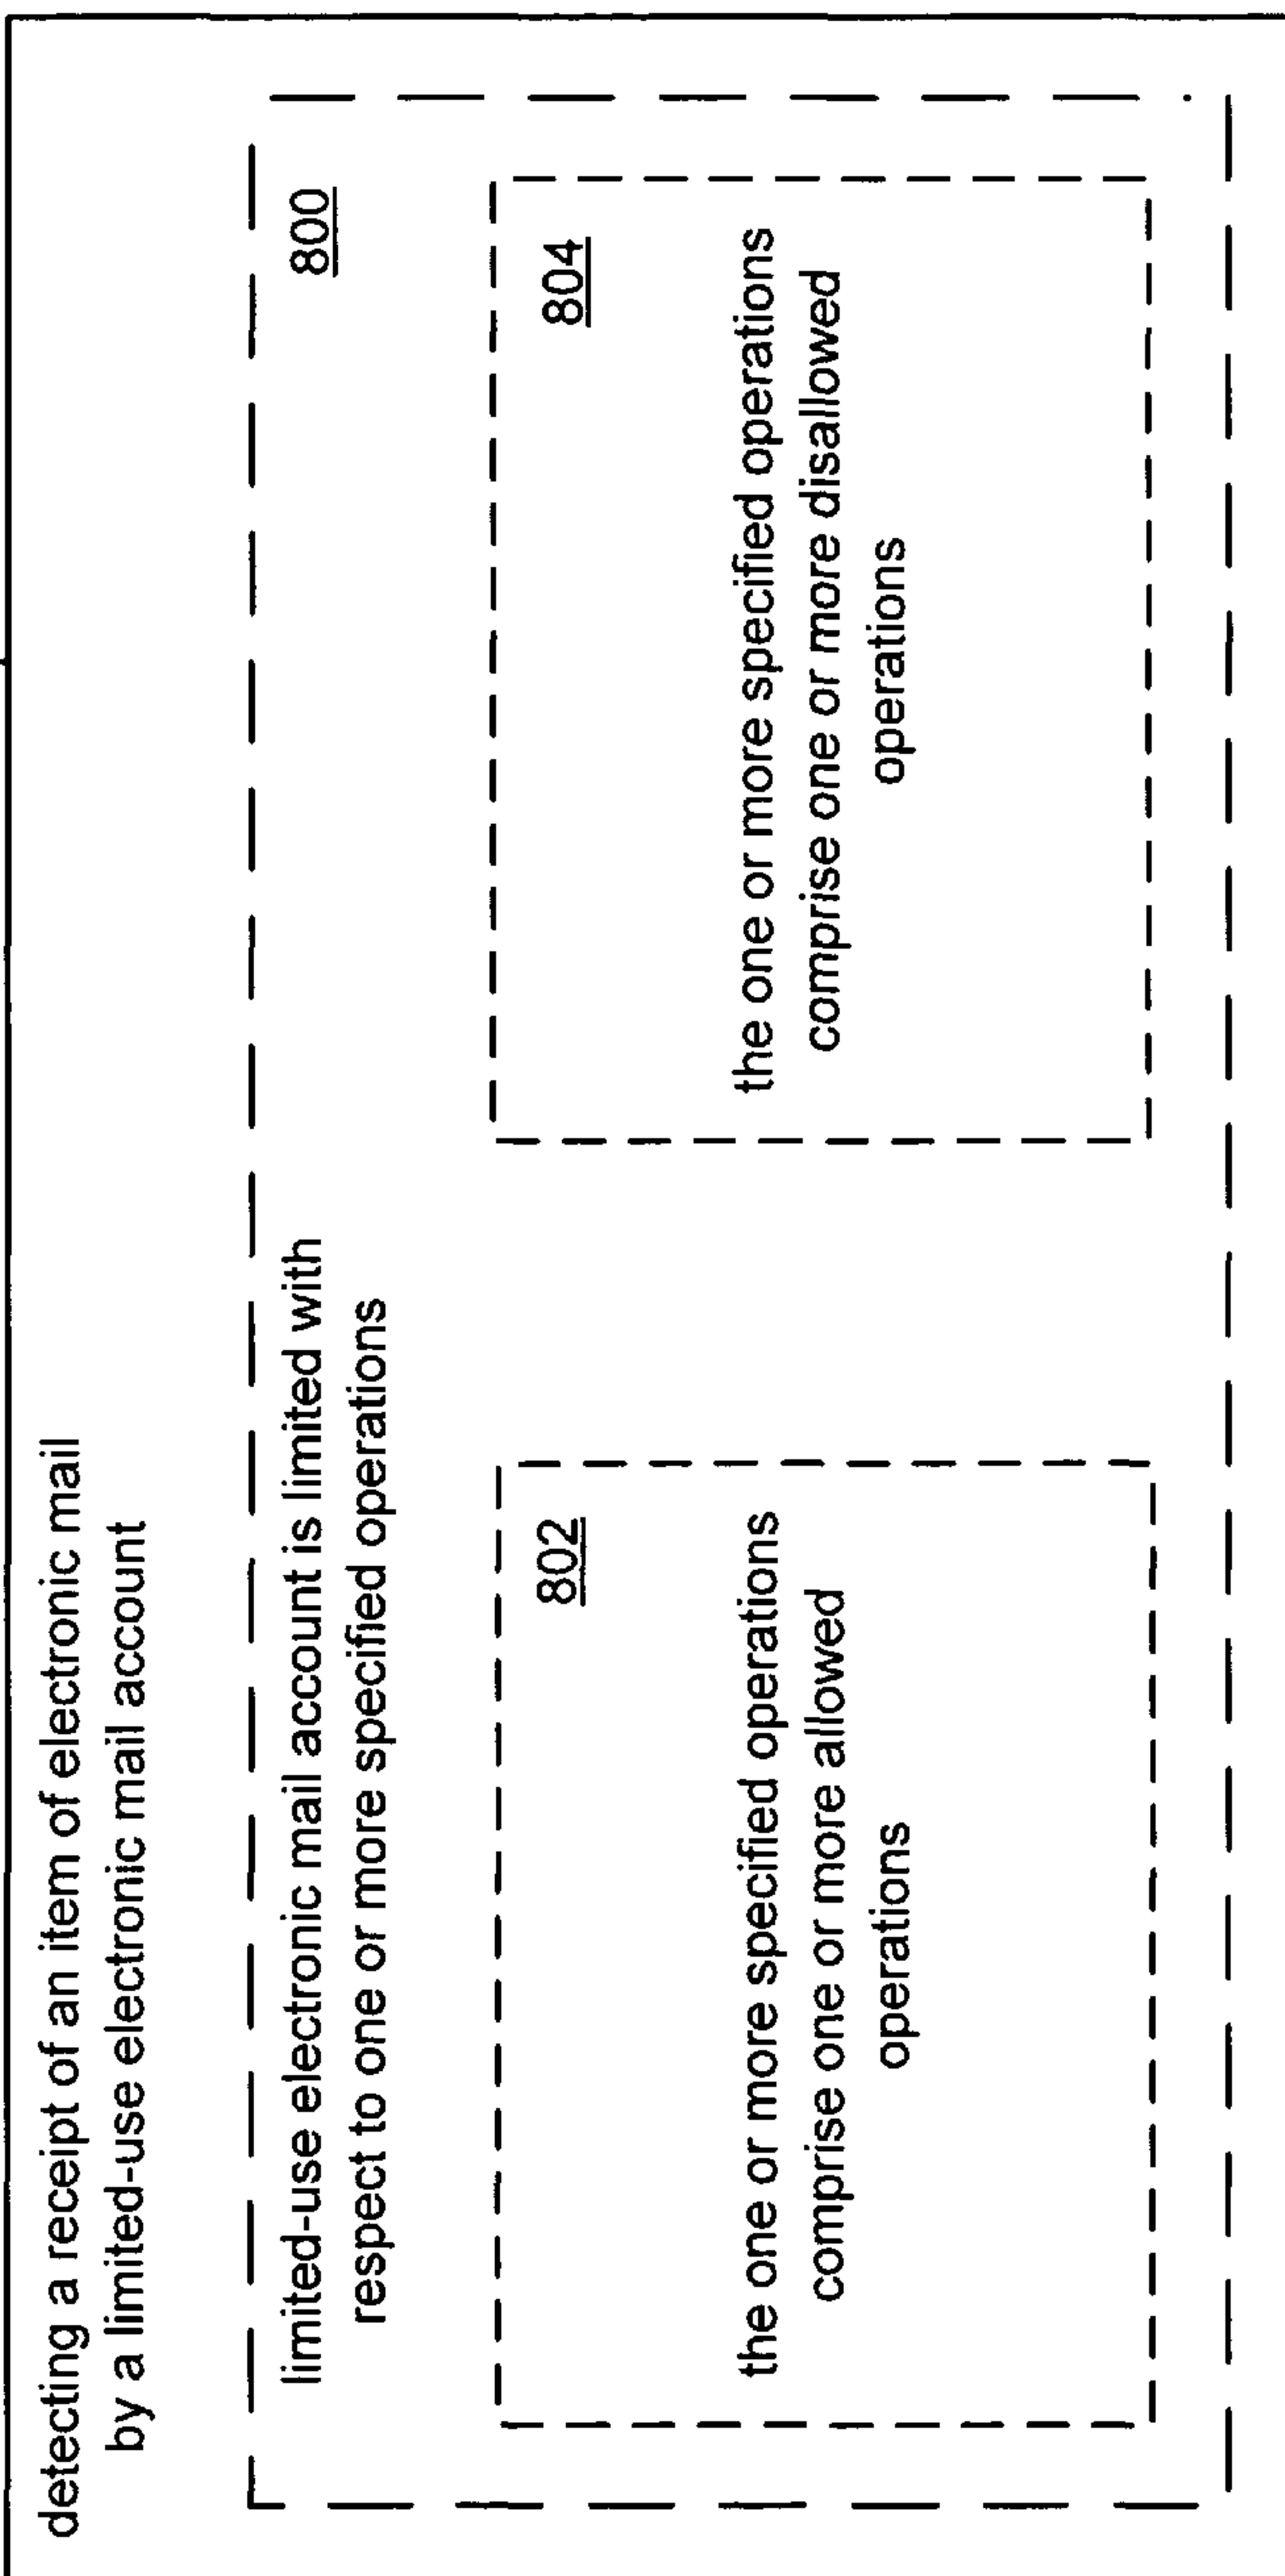 detecting a receipt of an item of electronic mail
by a limited-use electronic mail account
800
limited-use electronic mail account is limited with
respect to one or more specified operations
802
the one or more specified operations
comprise one or more allowed
operations
804
the one or more specified operations
comprise one or more disallowed
operations